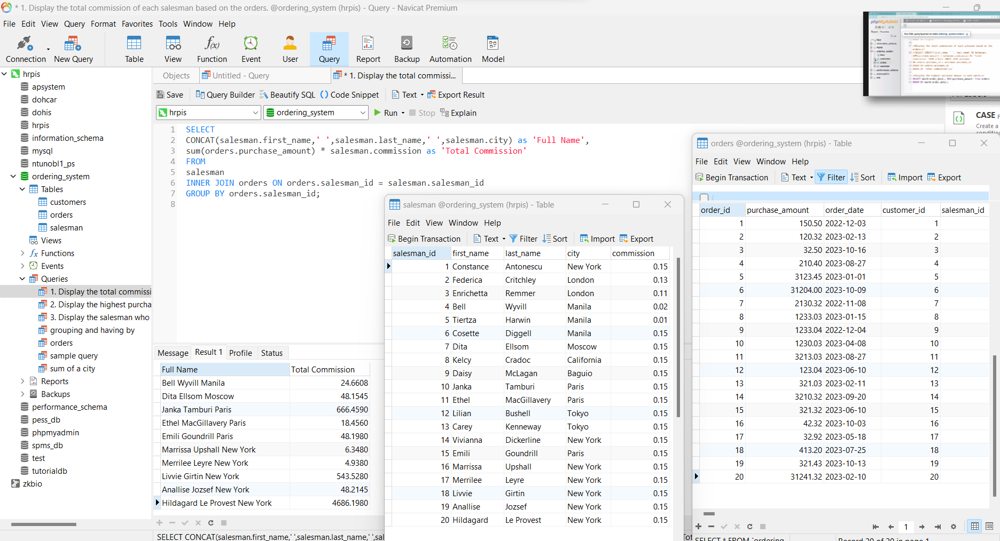 * 1. Display the total commission of each salesman based on the orders. @ordering_system (hrpis) - Query - Navicat Premium
File Edit View Query Format Favorites Tools Window Help
Connection New Query Table View Function Event User Query Report Backup Automation Model
hrpis
apsystem
dohcar
dohis
hrpis
information_schema
mysql
ntunobl1_ps
ordering_system
Tables
customers
orders
salesman
Views
Functions
Events
Queries
1. Display the total commissi
2. Display the highest purcha
3. Display the salesman who
grouping and having by
orders
sample query
sum of a city
Reports
Backups
performance_schema
pess_db
phpmyadmin
spms_db
test
tutorialdb
zkbio
Objects Untitled - Query * 1. Display the total commissi...
Save Query Builder Beautify SQL () Code Snippet Text Export Result
hrpis ordering_system Run Stop Explain
1 SELECT
2 CONCAT(salesman.first_name,' ',salesman.last_name,' ',salesman.city) as 'Full Name',
3 sum(orders.purchase_amount) * salesman.commission as 'Total Commission'
4 FROM
5 salesman
6 INNER JOIN orders ON orders.salesman_id = salesman.salesman_id
7 GROUP BY orders.salesman_id;
8
Message Result 1 Profile Status
Full Name Total Commission
Bell Wyvill Manila 24.6608
Dita Ellsom Moscow 48.1545
Janka Tamburi Paris 666.4590
Ethel MacGillavery Paris 18.4560
Emili Goundrill Paris 48.1980
Marrissa Upshall New York 6.3480
Merrilee Leyre New York 4.9380
Livvie Girtin New York 543.5280
Anallise Jozsef New York 48.2145
Hildagard Le Provest New York 4686.1980
SELECT CONCAT(salesman.first_name,' ',salesman.last_name,' ',sal
salesman @ordering_system (hrpis) - Table
File Edit View Window Help
Begin Transaction Text Filter Sort Import Export
salesman_id first_name last_name city commission
1 Constance Antonescu New York 0.15
2 Federica Critchley London 0.13
3 Enrichetta Remmer London 0.11
4 Bell Wyvill Manila 0.02
5 Tiertza Harwin Manila 0.01
6 Cosette Diggell Manila 0.15
7 Dita Ellsom Moscow 0.15
8 Kelcy Cradoc California 0.15
9 Daisy McLagan Baguio 0.15
10 Janka Tamburi Paris 0.15
11 Ethel MacGillavery Paris 0.15
12 Lilian Bushell Tokyo 0.15
13 Carey Kenneway Tokyo 0.15
14 Vivianna Dickerline New York 0.15
15 Emili Goundrill Paris 0.15
16 Marrissa Upshall New York 0.15
17 Merrilee Leyre New York 0.15
18 Livvie Girtin New York 0.15
19 Anallise Jozsef New York 0.15
20 Hildagard Le Provest New York 0.15
phpMyAdmin
CASE
Create a
orders @ordering_system (hrpis) - Table
File Edit View Window Help
Begin Transaction Text Filter Sort Import Export
order_id purchase_amount order_date customer_id salesman_id
1 150.50 2022-12-03 1
2 120.32 2023-02-13 2
3 32.50 2023-10-16 3
4 210.40 2023-08-27 4
5 3123.45 2023-01-01 5
6 31204.00 2023-10-09 6
7 2130.32 2022-11-08 7
8 1233.03 2023-01-15 8
9 1233.04 2022-12-04 9
10 1230.03 2023-04-08 10
11 3213.03 2023-08-27 11
12 123.04 2023-06-10 12
13 321.03 2023-02-11 13
14 3210.32 2023-09-20 14
15 321.32 2023-06-10 15
16 42.32 2023-10-03 16
17 32.92 2023-05-18 17
18 413.20 2023-07-25 18
19 321.43 2023-10-13 19
20 31241.32 2023-02-10 20
1